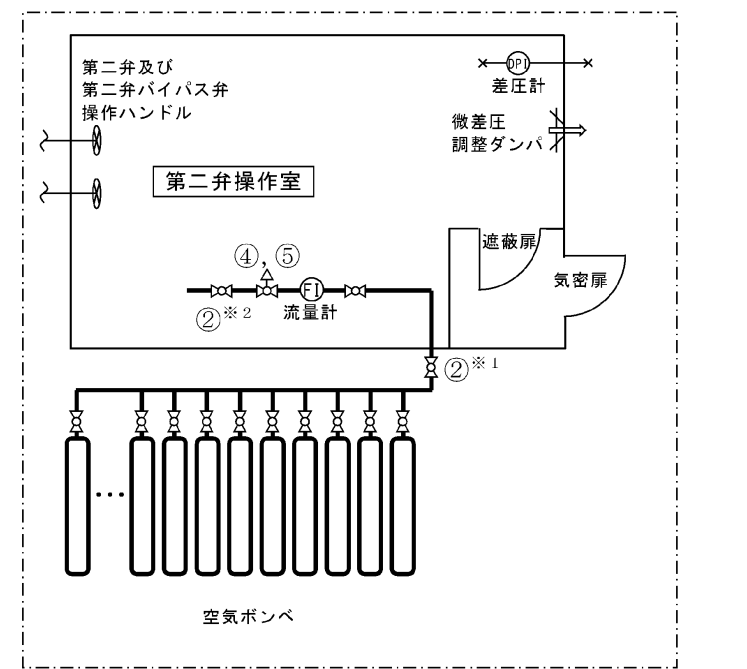 第二弁及び
第二弁バイパス弁
操作ハンドル
DPI
差圧計
微差圧
調整ダンパ
第二弁操作室
遮蔽扉
気密扉
④,⑤
FI
流量計
②※2
②※1
・・・
空気ボンベ